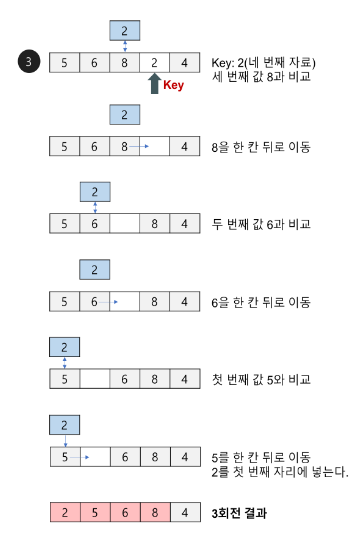 2
3
5 6 8 2 4
Key: 2(네 번째 자료)
세 번째 값 8과 비교
Key
2
5 6 8 4
8을 한 칸 뒤로 이동
2
5 6 8 4
두 번째 값 6과 비교
2
5 6 8 4
6을 한 칸 뒤로 이동
2
5 6 8 4
첫 번째 값 5와 비교
2
5 6 8 4
5를 한 칸 뒤로 이동
2를 첫 번째 자리에 넣는다.
2 5 6 8 4
3회전 결과